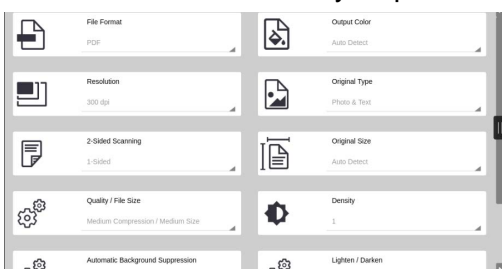 File Format
PDF
Output Color
Auto Detect
Resolution
300 dpi
Original Type
Photo & Text
2-Sided Scanning
1-Sided
Original Size
Auto Detect
Quality / File Size
Medium Compression / Medium Size
Density
1
Automatic Background Suppression
Lighten / Darken